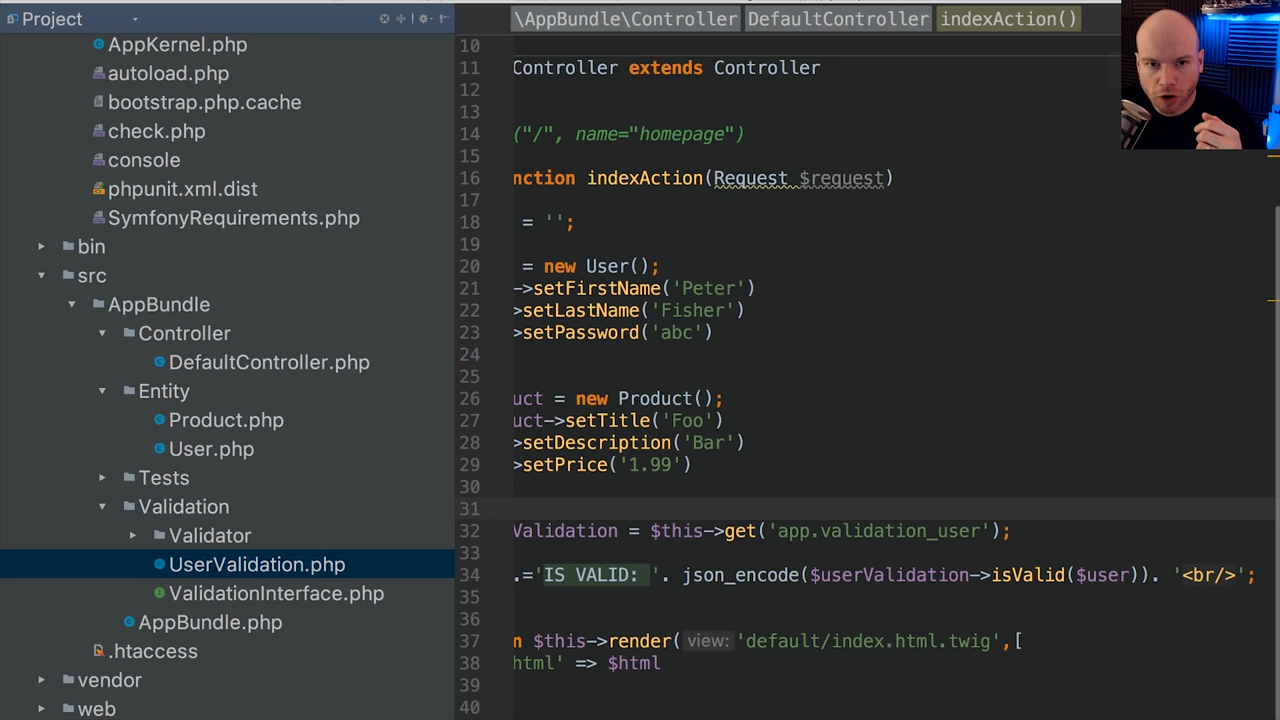 Project
AppKernel.php
autoload.php
bootstrap.php.cache
check.php
console
phpunit.xml.dist
SymfonyRequirements.php
bin
src
AppBundle
Controller
DefaultController.php
Entity
Product.php
User.php
Tests
Validation
Validator
UserValidation.php
ValidationInterface.php
AppBundle.php
.htaccess
vendor
web
\AppBundle\Controller DefaultController indexAction()
10
11 Controller extends Controller
12
13
14 ("/", name="homepage")
15
16 nction indexAction(Request $request)
17
18 = '';
19
20 = new User();
21 >setFirstName('Peter')
22 >setLastName('Fisher')
23 >setPassword('abc')
24
25
26 uct = new Product();
27 uct->setTitle('Foo')
28 >setDescription('Bar')
29 >setPrice('1.99')
30
31
32 Validation = $this->get('app.validation_user');
33
34 .='IS VALID: '. json_encode($userValidation->isValid($user)). '<br/>';
35
36
37 n $this->render( view: 'default/index.html.twig',[
38 html' => $html
39
40